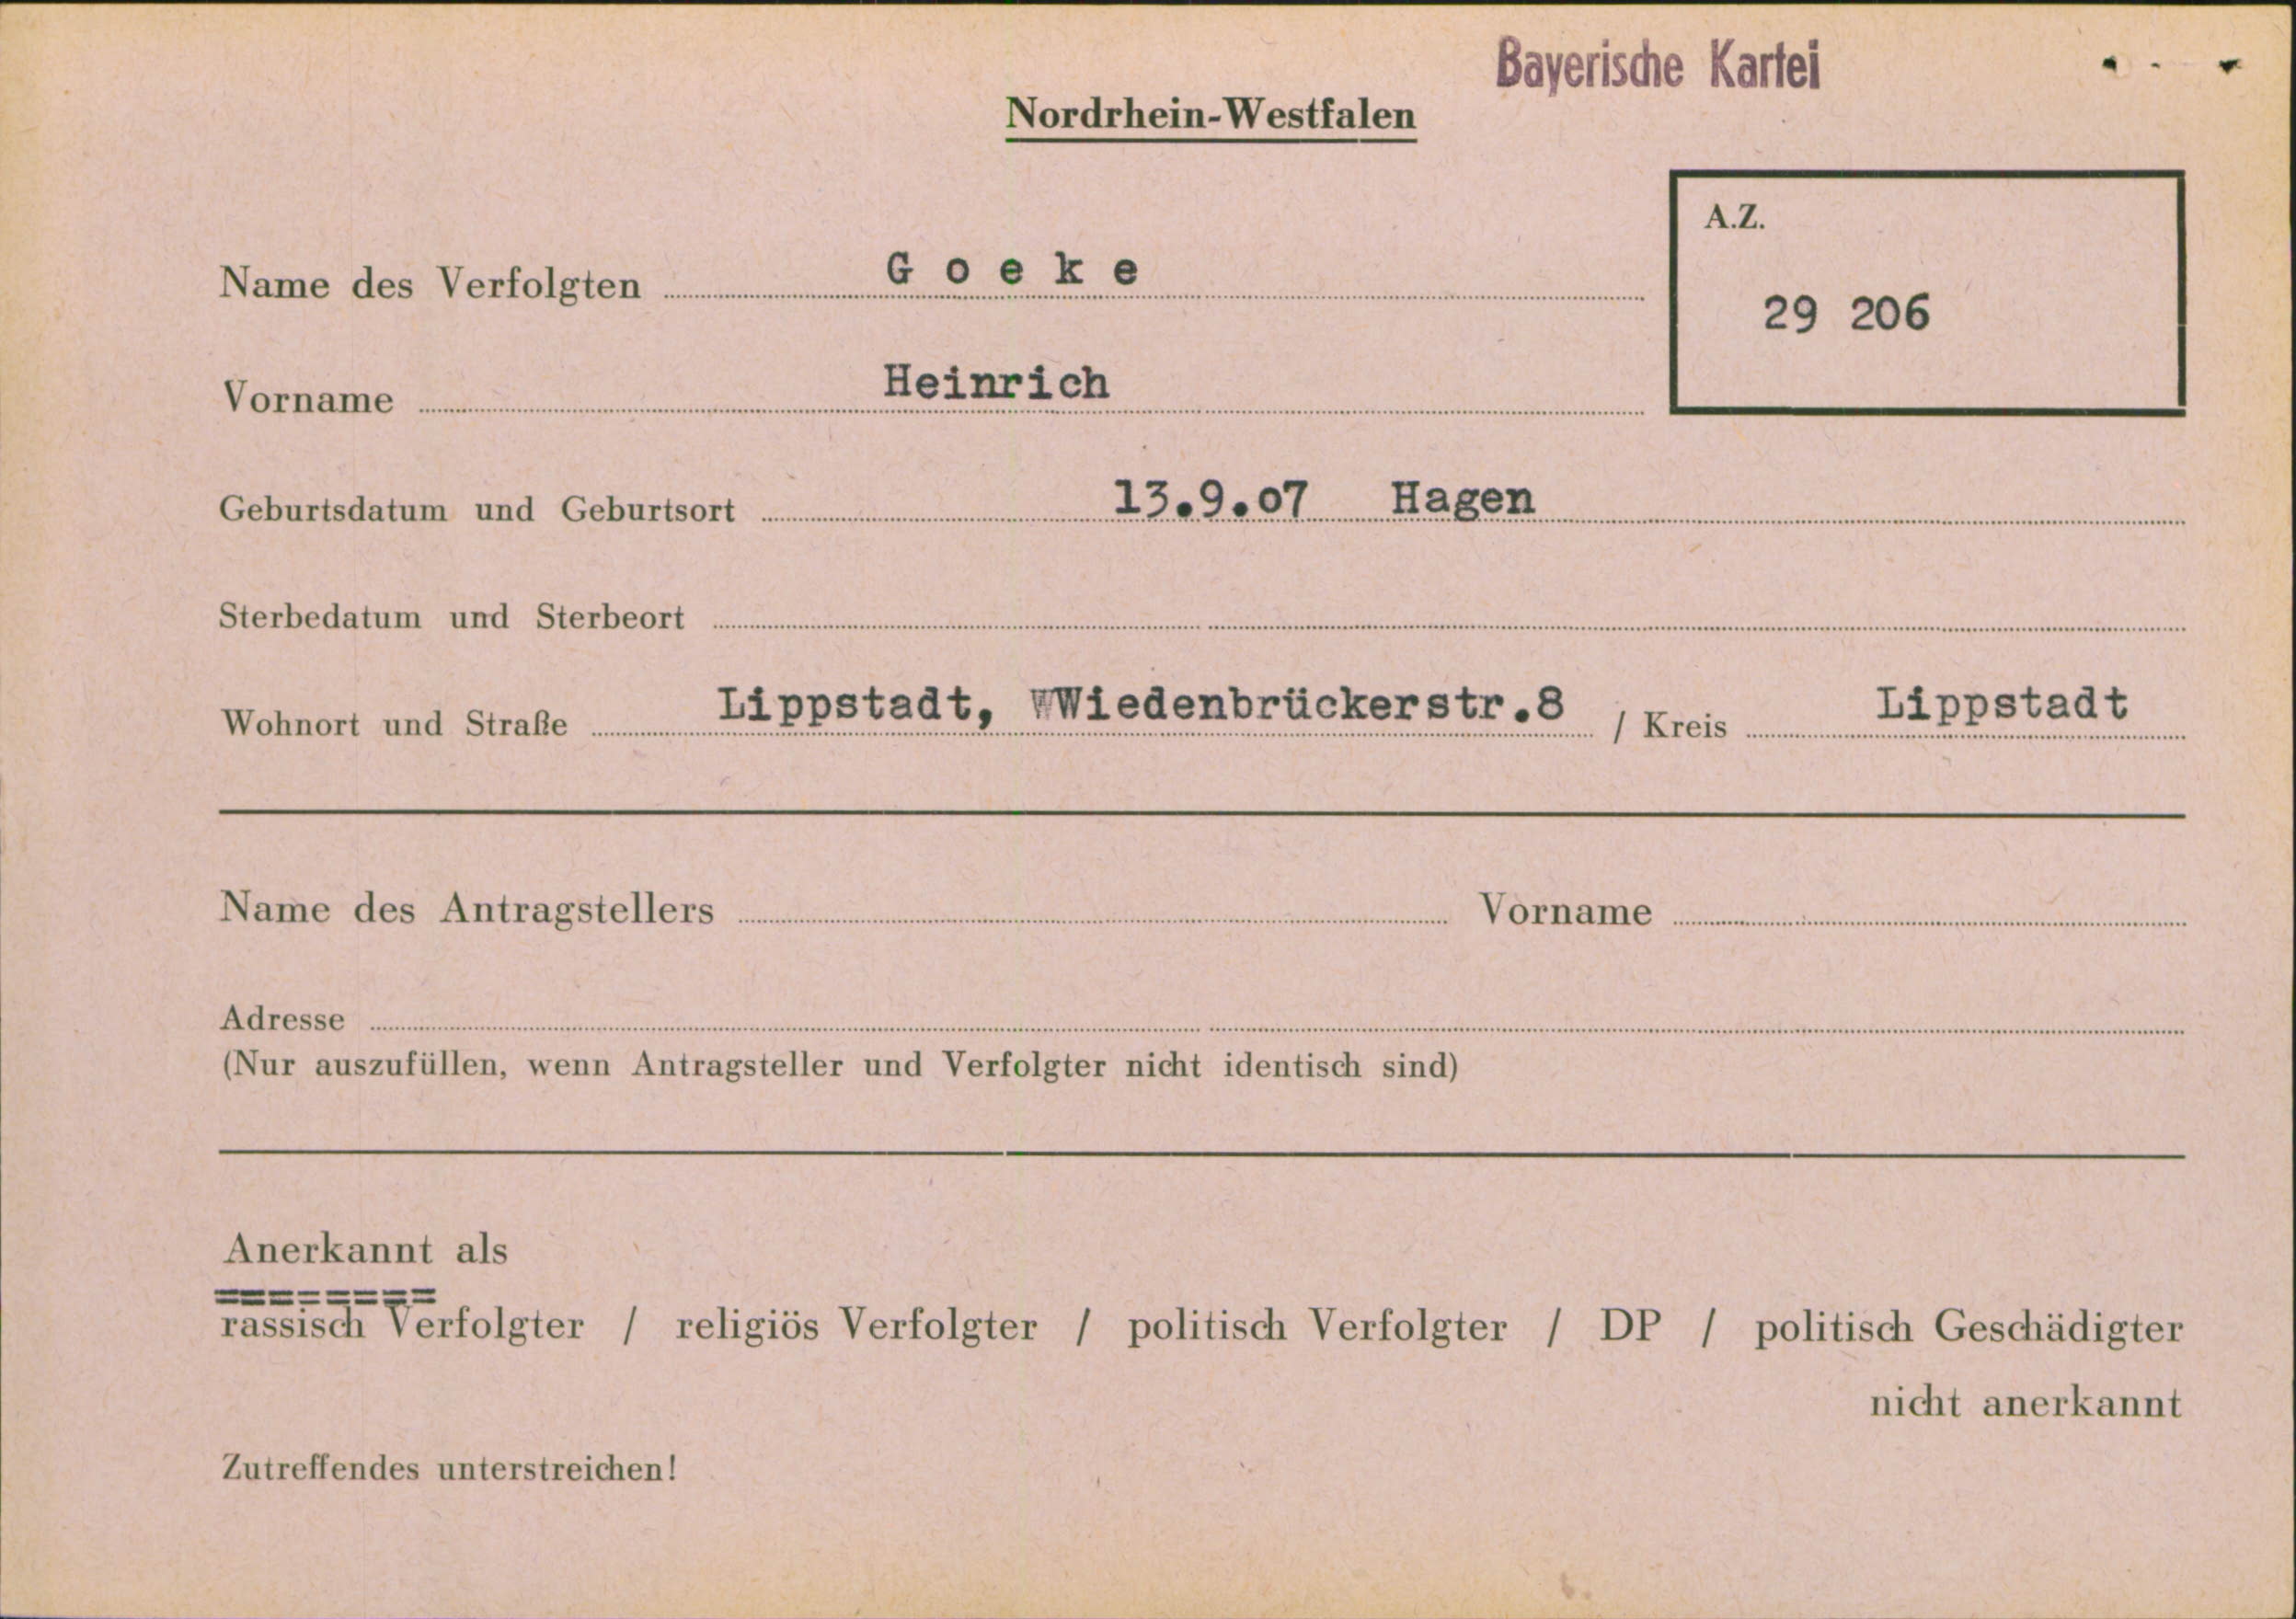 Bayerische Kartei
Nordrhein-Westfalen
A.Z.
29 206
Name des Verfolgten G o e k e
Vorname Heinrich
Geburtsdatum und Geburtsort 13.9.07 Hagen
Sterbedatum und Sterbeort
Wohnort und Straße Lippstadt, WWiedenbrückerstr.8 / Kreis Lippstadt
Name des Antragstellers Vorname
Adresse
(Nur auszufüllen, wenn Antragsteller und Verfolgter nicht identisch sind)
Anerkannt als
========
rassisch Verfolgter / religiös Verfolgter / politisch Verfolgter / DP / politisch Geschädigter
nicht anerkannt
Zutreffendes unterstreichen!